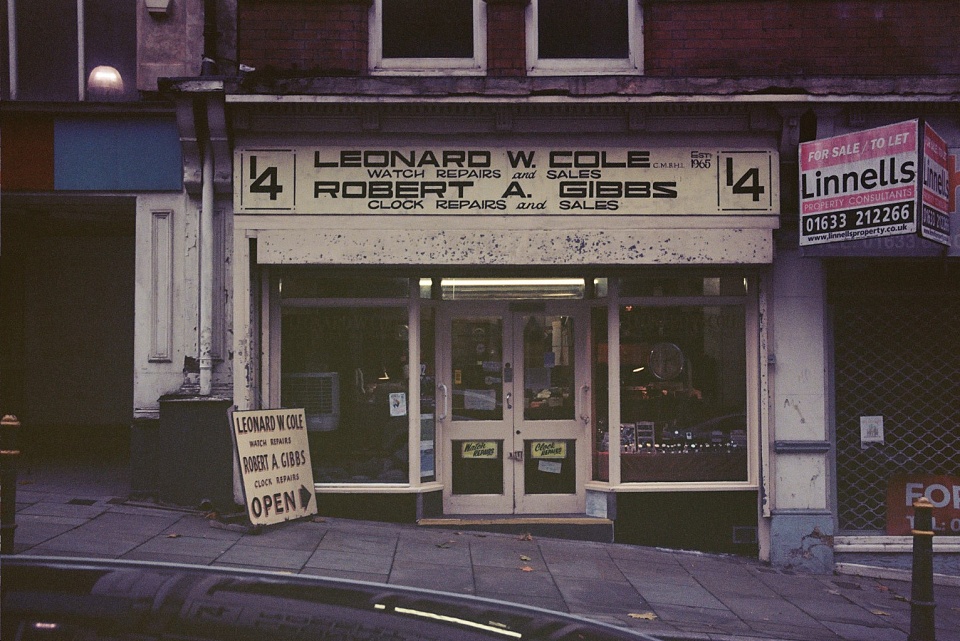 14
LEONARD W. COLE C.M.B.H.I.
WATCH REPAIRS and SALES
ROBERT A. GIBBS
CLOCK REPAIRS and SALES
ESTD 1965
14
FOR SALE / TO LET
Linnells
PROPERTY CONSULTANTS
01633 212266
www.linnellsproperty.co.uk
LEONARD W COLE
WATCH REPAIRS
ROBERT A. GIBBS
CLOCK REPAIRS
OPEN
Watch
REPAIRS
Clock
REPAIRS
FOR
TEL: 0